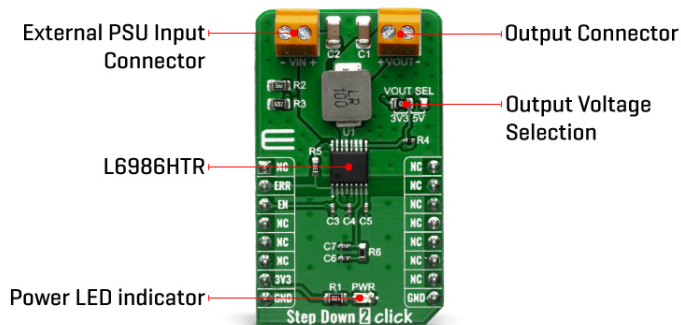 External PSU Input
Connector
- VIN +
C2
C1
+ VOUT -
Output Connector
R2
R3
LR
100
U1
VOUT SEL
3V3 5V
Output Voltage
Selection
R4
R5
L6986HTR
NC
ERR
EN
NC
NC
NC
3V3
GND
NC
NC
NC
NC
NC
NC
NC
GND
C3 C4 C5
C7
C6
R6
Power LED indicator
R1 PWR
Step Down 2 click